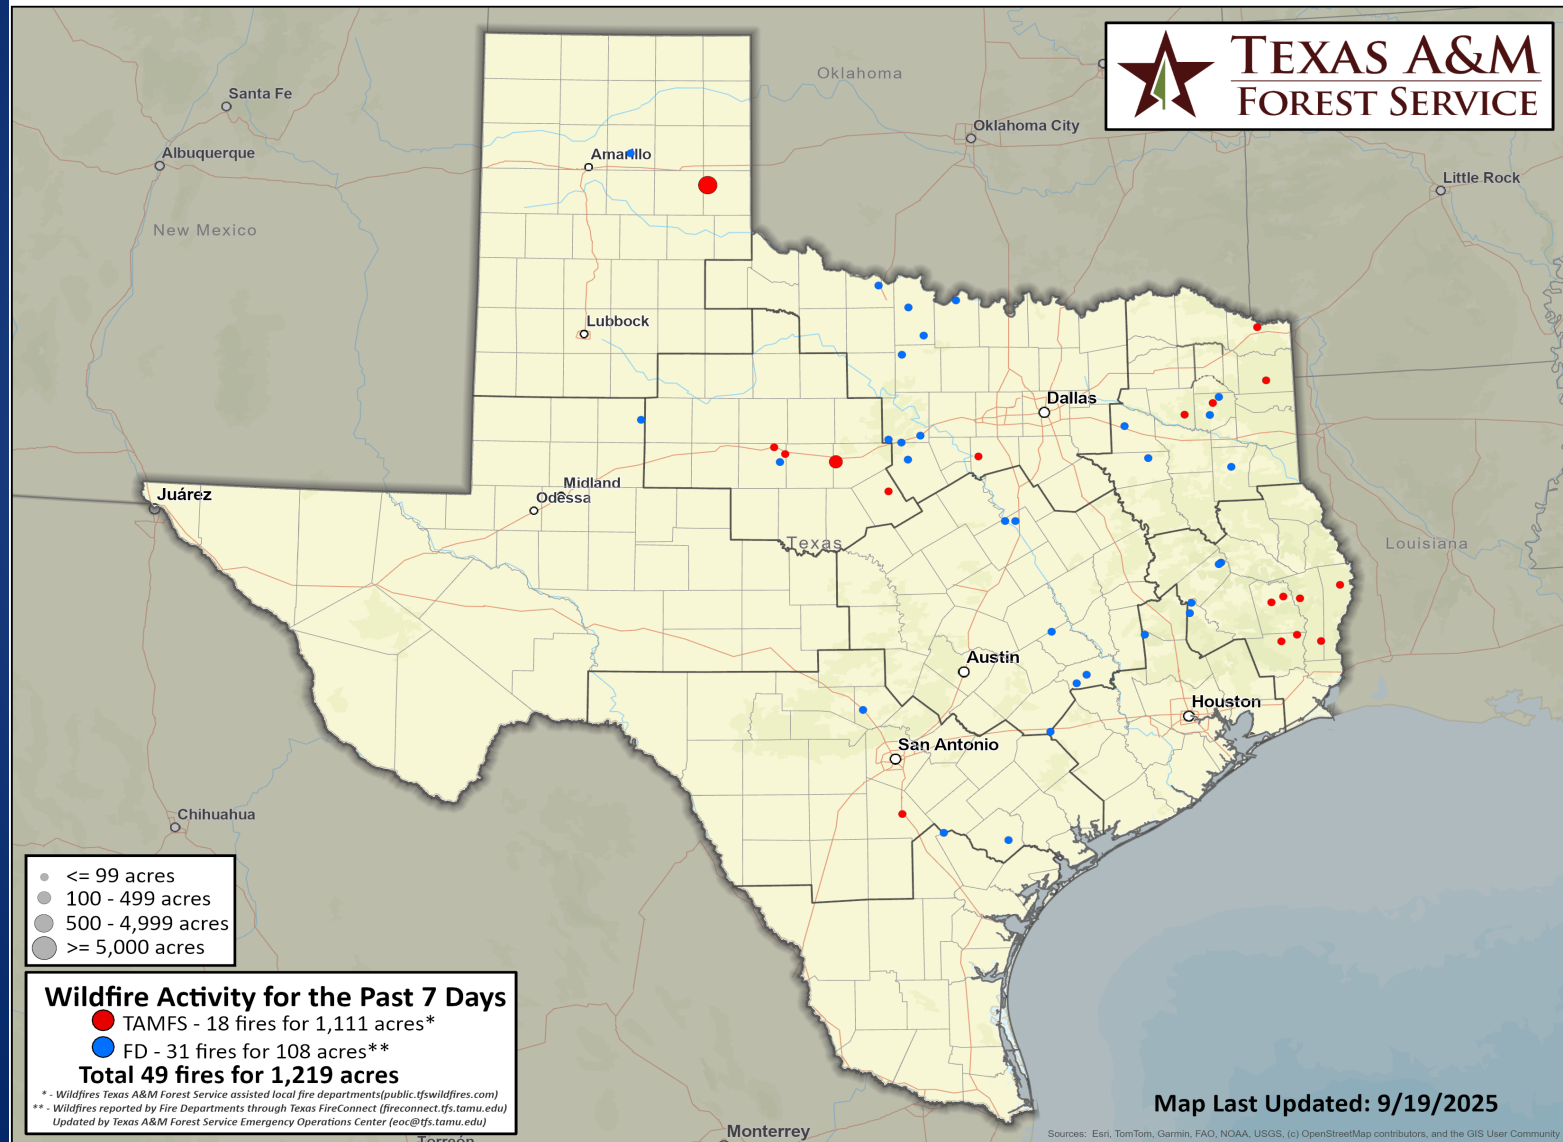 TEXAS A&M
FOREST SERVICE
Oklahoma
Santa Fe
Oklahoma City
Albuquerque
Amarillo
Little Rock
New Mexico
Lubbock
Dallas
Midland
Odessa
Juárez
Texas
Louisiana
Austin
Houston
San Antonio
Chihuahua
<= 99 acres
100 - 499 acres
500 - 4,999 acres
>= 5,000 acres
Wildfire Activity for the Past 7 Days
TAMFS - 18 fires for 1,111 acres*
FD - 31 fires for 108 acres**
Total 49 fires for 1,219 acres
* - Wildfires Texas A&M Forest Service assisted local fire departments(public.tfswildfires.com)
** - Wildfires reported by Fire Departments through Texas FireConnect (fireconnect.tfs.tamu.edu)
Updated by Texas A&M Forest Service Emergency Operations Center (eoc@tfs.tamu.edu)
Map Last Updated: 9/19/2025
Torreón
Monterrey
Sources: Esri, TomTom, Garmin, FAO, NOAA, USGS, (c) OpenStreetMap contributors, and the GIS User Community